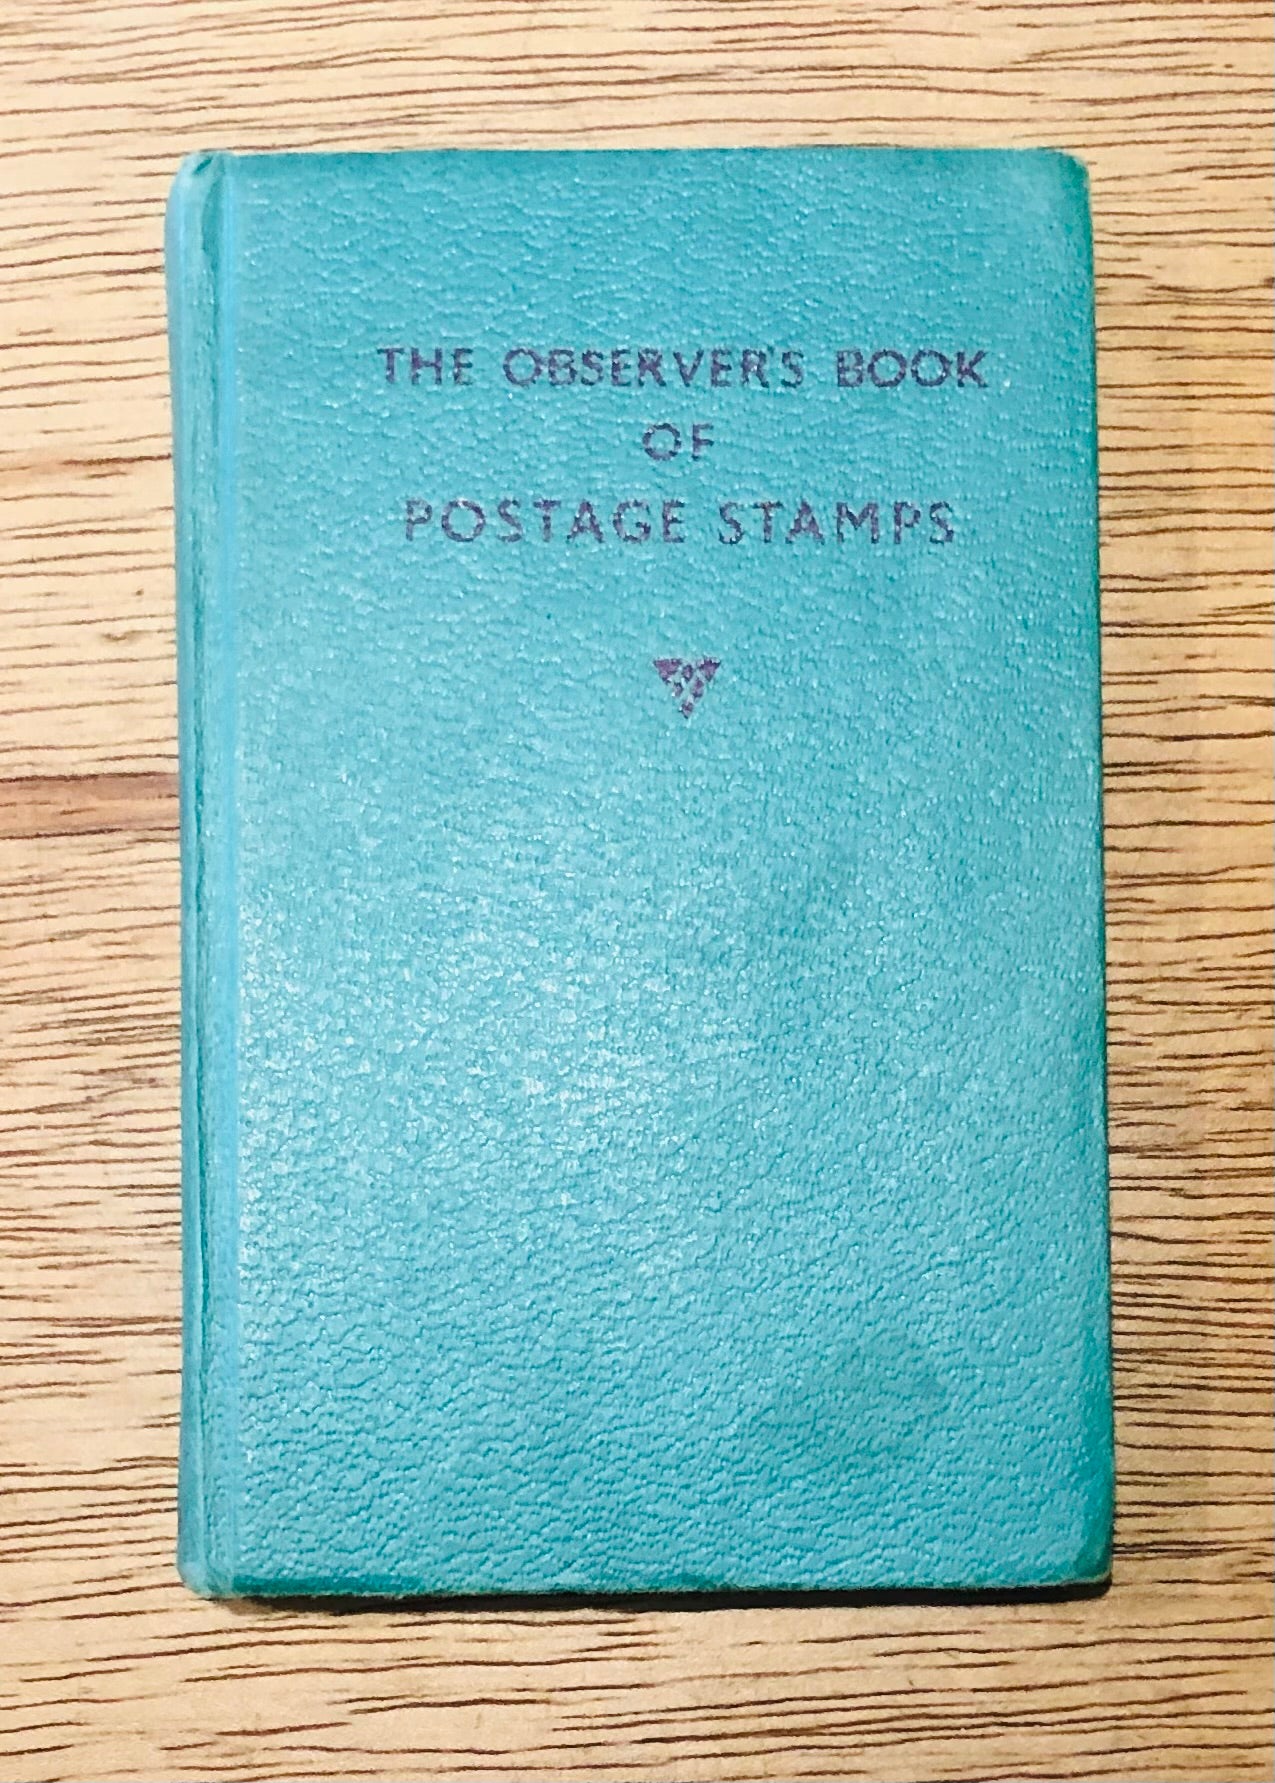 THE OBSERVER'S BOOK
OF
POSTAGE STAMPS